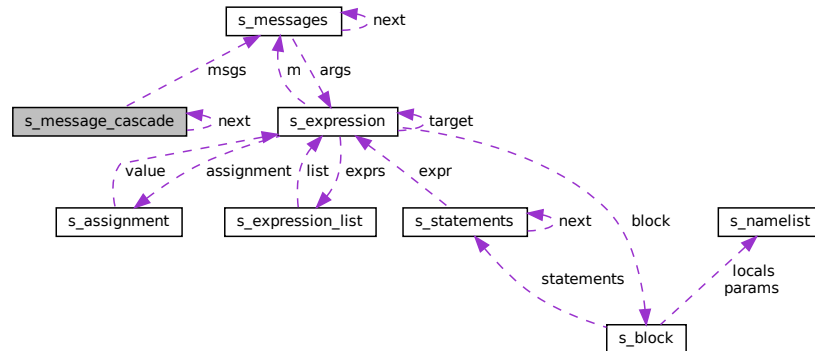 s_messages
next
msgs
m
args
s_message_cascade
next
s_expression
target
value
assignment
list
exprs
expr
block
s_assignment
s_expression_list
s_statements
next
s_namelist
statements
locals
params
s_block